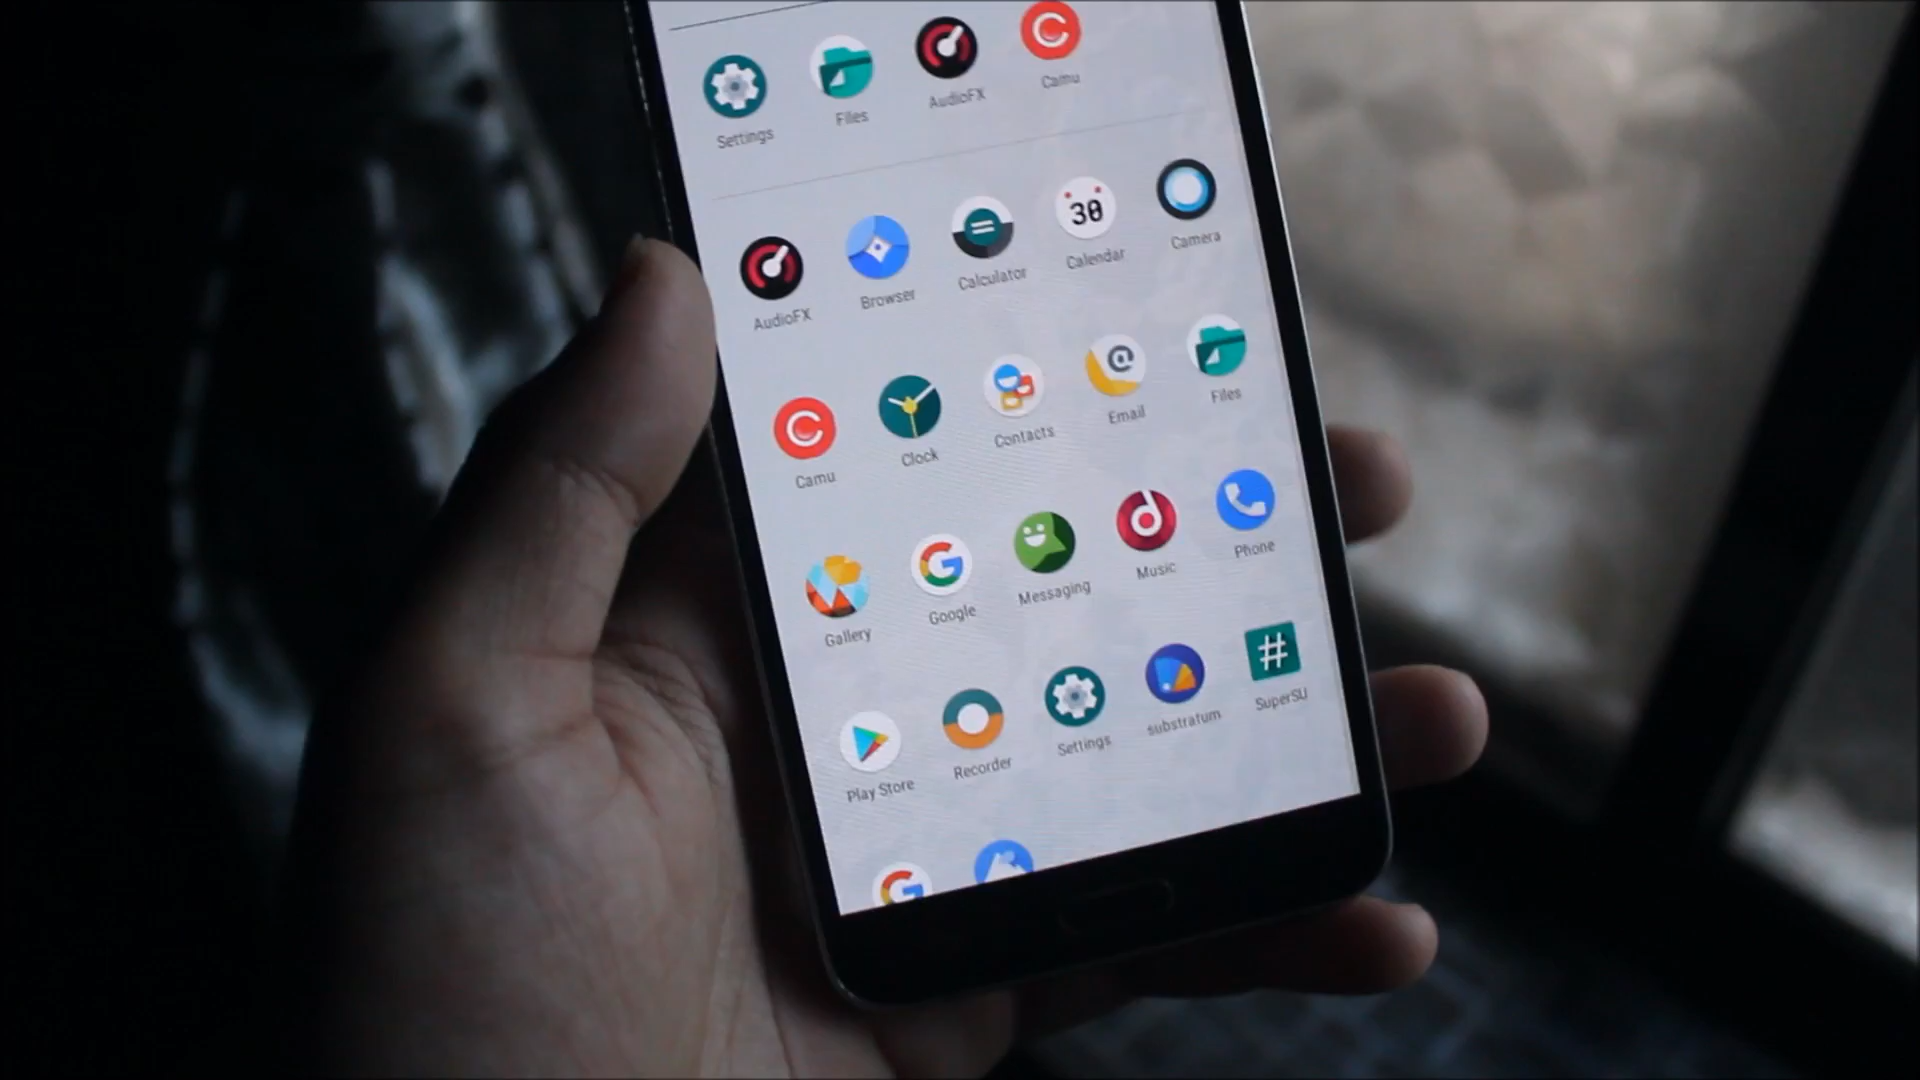 Settings Files AudioFX Camu
30
AudioFX Browser Calculator Calendar Camera
@
Camu Clock Contacts Email Files
Gallery Google Messaging Music Phone
#
Play Store Recorder Settings substratum SuperSU